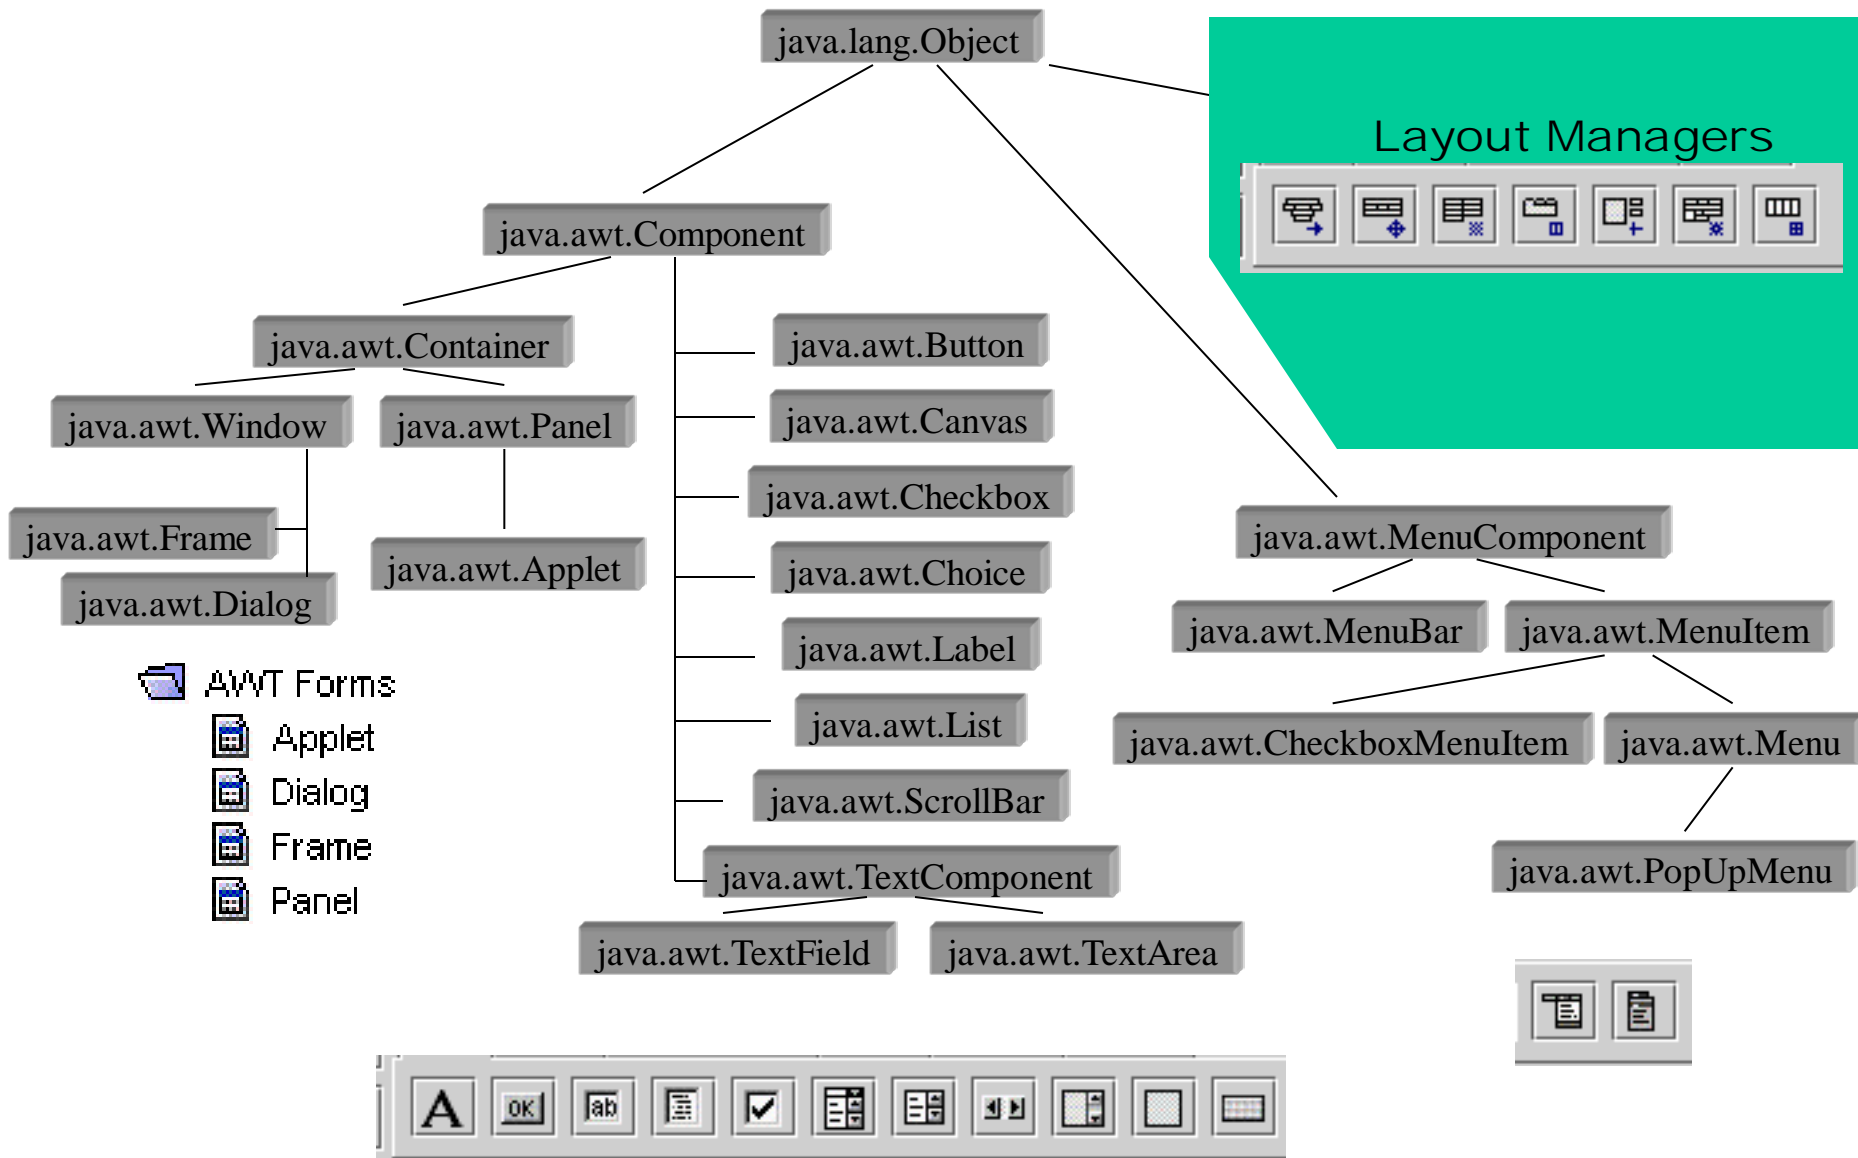 java.lang.Object
Layout Managers
java.awt.Component
java.awt.Container
java.awt.Button
java.awt.Window
java.awt.Panel
java.awt.Canvas
java.awt.Checkbox
java.awt.Frame
java.awt.Applet
java.awt.Choice
java.awt.MenuComponent
java.awt.Dialog
java.awt.Label
java.awt.MenuBar
java.awt.MenuItem
AWT Forms
Applet
Dialog
Frame
Panel
java.awt.List
java.awt.CheckboxMenuItem
java.awt.Menu
java.awt.ScrollBar
java.awt.TextComponent
java.awt.PopUpMenu
java.awt.TextField
java.awt.TextArea
A
OK
ab